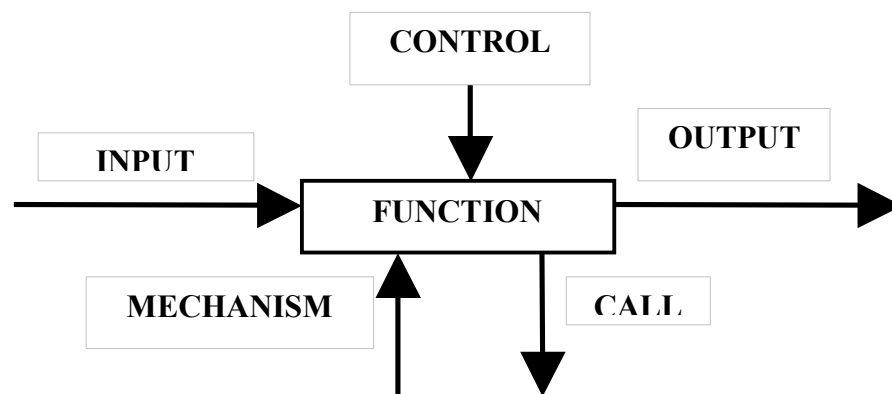 CONTROL
OUTPUT
INPUT
FUNCTION
MECHANISM
CALL